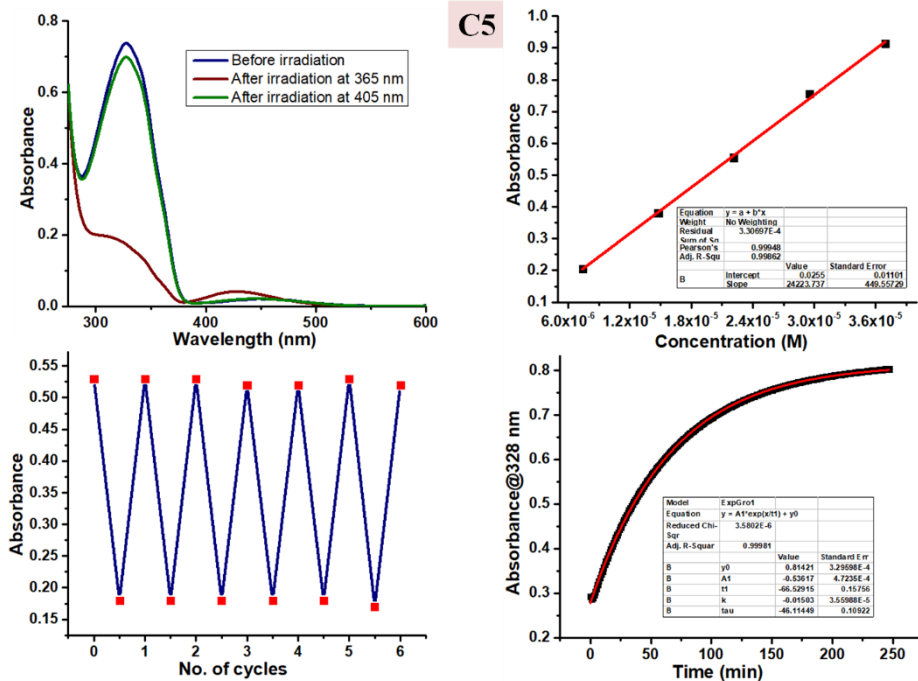 C5
Before irradiation
After irradiation at 365 nm
After irradiation at 405 nm
Absorbance
0.8
0.6
0.4
0.2
0.0
300 400 500 600
Wavelength (nm)
Absorbance
1.0
0.9
0.8
0.7
0.6
0.5
0.4
0.3
0.2
0.1
Equation y = a + b*x
Weight No Weighting
Residual Sum of Sq 3.30697E-4
Pearson's 0.99948
Adj. R-Squ 0.99862
Value Standard Error
B Intercept 0.0255 0.01101
Slope 24223.737 449.55729
6.0x10⁻⁶ 1.2x10⁻⁵ 1.8x10⁻⁵ 2.4x10⁻⁵ 3.0x10⁻⁵ 3.6x10⁻⁵
Concentration (M)
Absorbance
0.55
0.50
0.45
0.40
0.35
0.30
0.25
0.20
0.15
0 1 2 3 4 5 6
No. of cycles
Absorbance@328 nm
0.8
0.7
0.6
0.5
0.4
0.3
0.2
Model ExpGro1
Equation y = A1*exp(x/t1) + y0
Reduced Chi-Sqr 3.5802E-6
Adj. R-Squar 0.99981
Value Standard Err
B y0 0.81421 3.29598E-4
B A1 -0.53617 4.7235E-4
B t1 -66.52915 0.15756
B k -0.01503 3.55988E-5
B tau -46.11449 0.10922
0 50 100 150 200 250
Time (min)